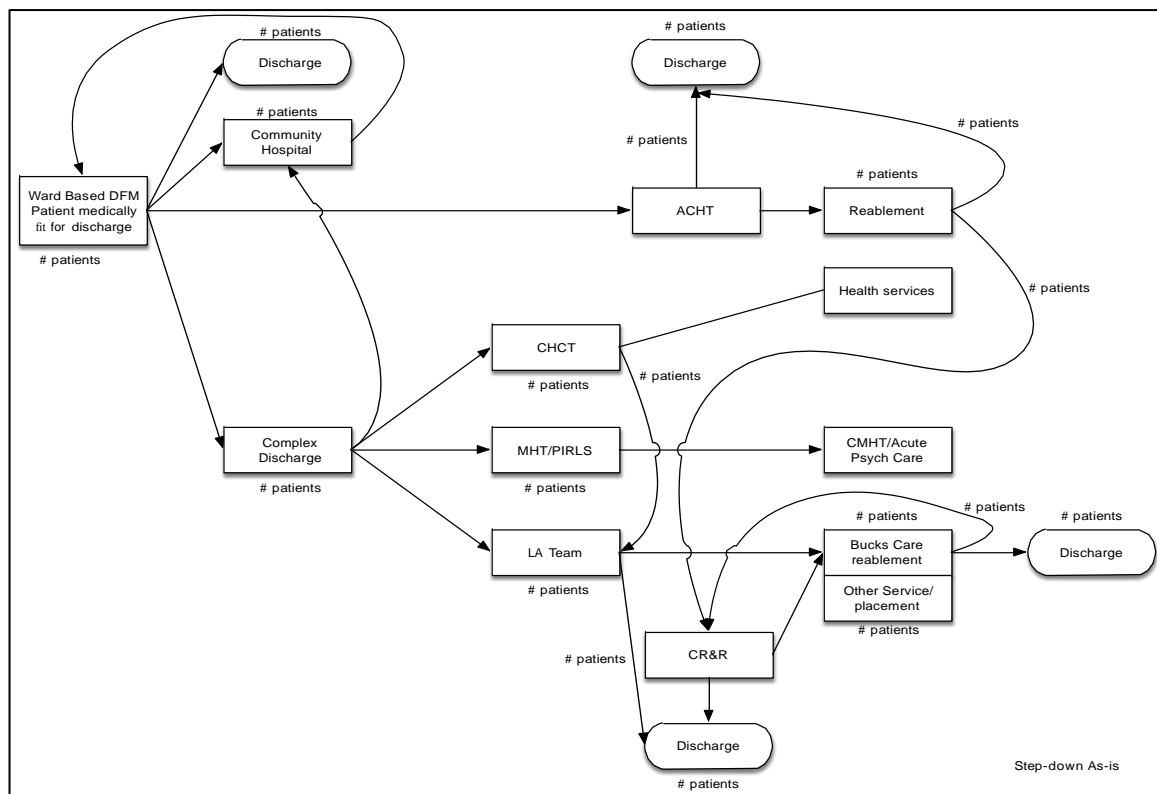 # patients
Discharge
# patients
Community
Hospital
Ward Based DFM
Patient medically
fit for discharge
# patients
# patients
Discharge
# patients
# patients
# patients
ACHT
Reablement
# patients
Health services
CHCT
# patients
# patients
Complex
Discharge
# patients
MHT/PIRLS
# patients
CMHT/Acute
Psych Care
LA Team
# patients
# patients
# patients
Bucks Care
reablement
Other Service/
placement
# patients
# patients
Discharge
# patients
CR&R
Discharge
# patients
Step-down As-is